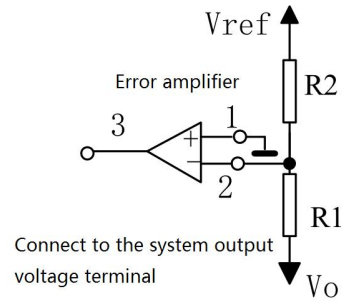 Vref
Error amplifier
R2
3
1
+
−
2
R1
Connect to the system output
voltage terminal
Vo